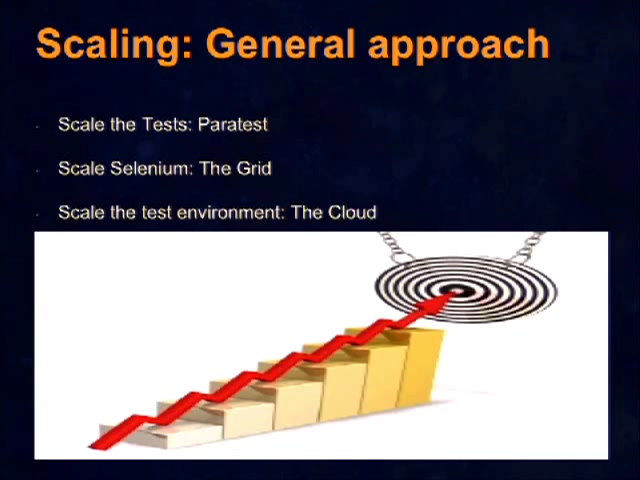 Scaling: General approach
Scale the Tests: Paratest
Scale Selenium: The Grid
Scale the test environment: The Cloud